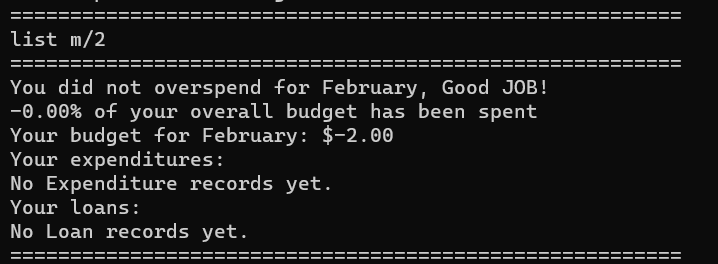 ========================================================
list m/2
========================================================
You did not overspend for February, Good JOB!
-0.00% of your overall budget has been spent
Your budget for February: $-2.00
Your expenditures:
No Expenditure records yet.
Your loans:
No Loan records yet.
========================================================